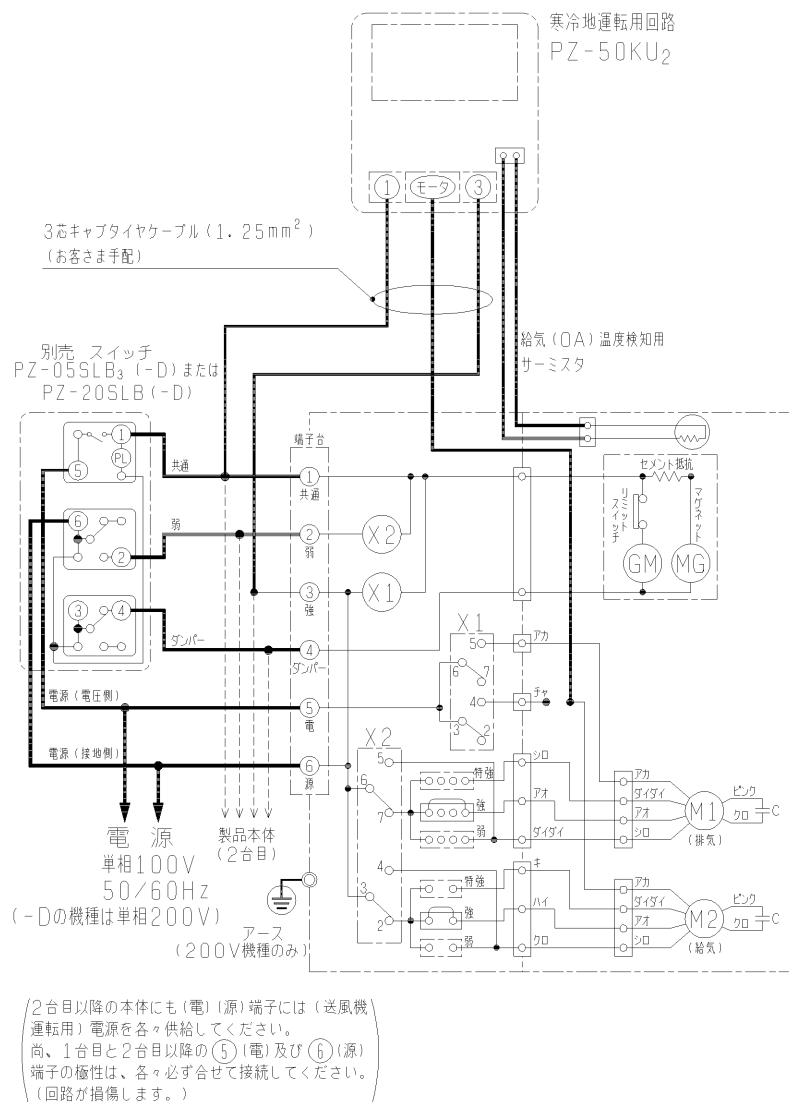 寒冷地運転用回路
PZ-50KU₂
① モータ ③
3芯キャブタイヤケーブル(1.25mm²)
(お客さま手配)
給気(OA)温度検知用
サーミスタ
別売 スイッチ
PZ-05SLB₃(-D)または
PZ-20SLB(-D)
①
PL
⑤
⑥
②
③ ④
共通
弱
ダンパー
電源(電圧側)
電源(接地側)
端子台
①
共通
②
弱
③
強
④
ダンパー
⑤
電
⑥
源
X2
X1
セメント抵抗
リミット
スイッチ
マグネット
GM MG
X1
5
6 7
4
3 2
アカ
チャ
X2
5
6
7
4
3
2
特強
強
弱
特強
強
弱
シロ
アオ
ダイダイ
キ
ハイ
クロ
アカ
ダイダイ
アオ
シロ
M1
(排気)
ピンク
クロ
C
アカ
ダイダイ
アオ
シロ
M2
(給気)
ピンク
クロ
C
電 源
単相100V
50/60Hz
(-Dの機種は単相200V)
製品本体
(2台目)
アース
(200V機種のみ)
(2台目以降の本体にも(電)(源)端子には(送風機
運転用)電源を各々供給してください。
尚、1台目と2台目以降の⑤(電)及び⑥(源)
端子の極性は、各々必ず合せて接続してください。
(回路が損傷します。))